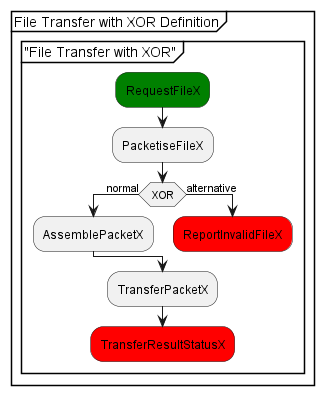 File Transfer with XOR Definition
"File Transfer with XOR"
RequestFileX
PacketiseFileX
normal
XOR
alternative
AssemblePacketX
ReportInvalidFileX
TransferPacketX
TransferResultStatusX